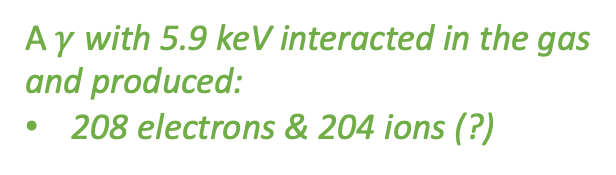 A γ with 5.9 keV interacted in the gas
and produced:
• 208 electrons & 204 ions (?)